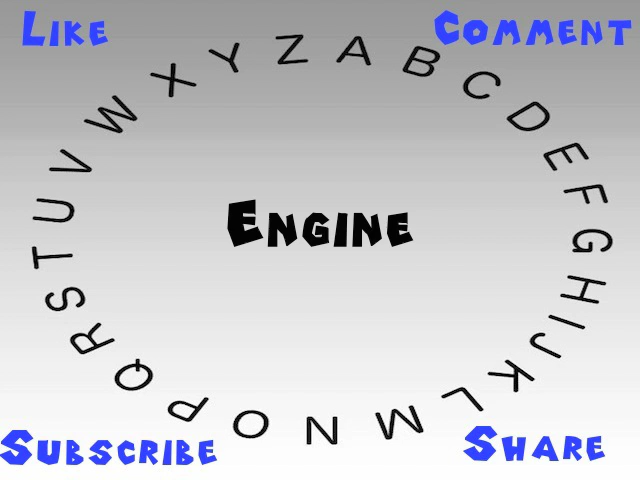 Like
Comment
A B C D E F G H I J K L M N O P Q R S T U V W X Y Z
Engine
Subscribe
Share